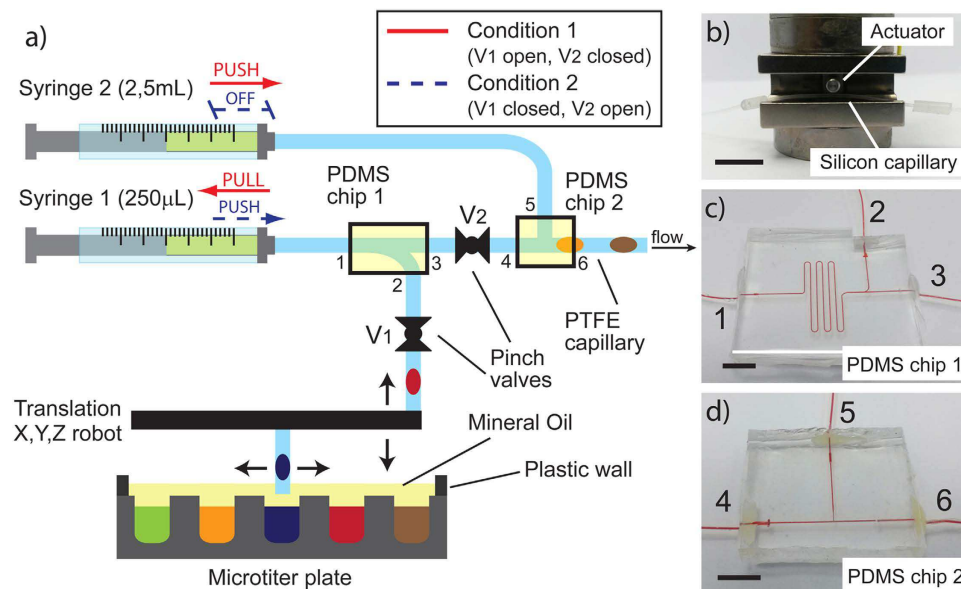 a)
Condition 1
(V1 open, V2 closed)
Condition 2
(V1 closed, V2 open)
Syringe 2 (2,5mL)
PUSH
OFF
Syringe 1 (250µL)
PULL
PUSH
PDMS
chip 1
1
2
3
V2
PDMS
chip 2
5
4
6
flow
V1
Pinch
valves
PTFE
capillary
Translation
X,Y,Z robot
Mineral Oil
Plastic wall
Microtiter plate
b)
Actuator
Silicon capillary
c)
2
3
1
PDMS chip 1
d)
5
4
6
PDMS chip 2